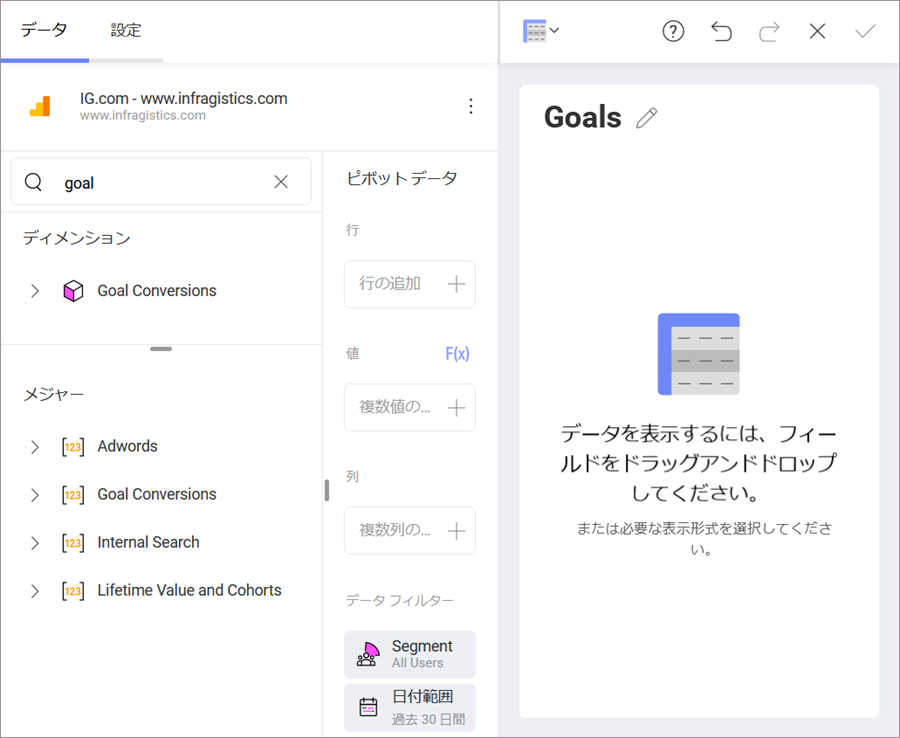 データ
設定
IG.com - www.infragistics.com
www.infragistics.com
goal
ディメンション
Goal Conversions
メジャー
123 Adwords
123 Goal Conversions
123 Internal Search
123 Lifetime Value and Cohorts
ピボット データ
行
行の追加
値
F(x)
複数値の...
列
複数列の...
データ フィルター
Segment
All Users
日付範囲
過去 30 日間
?
Goals
データを表示するには、フィー
ルドをドラッグアンドドロップ
してください。
または必要な表示形式を選択してくださ
い。